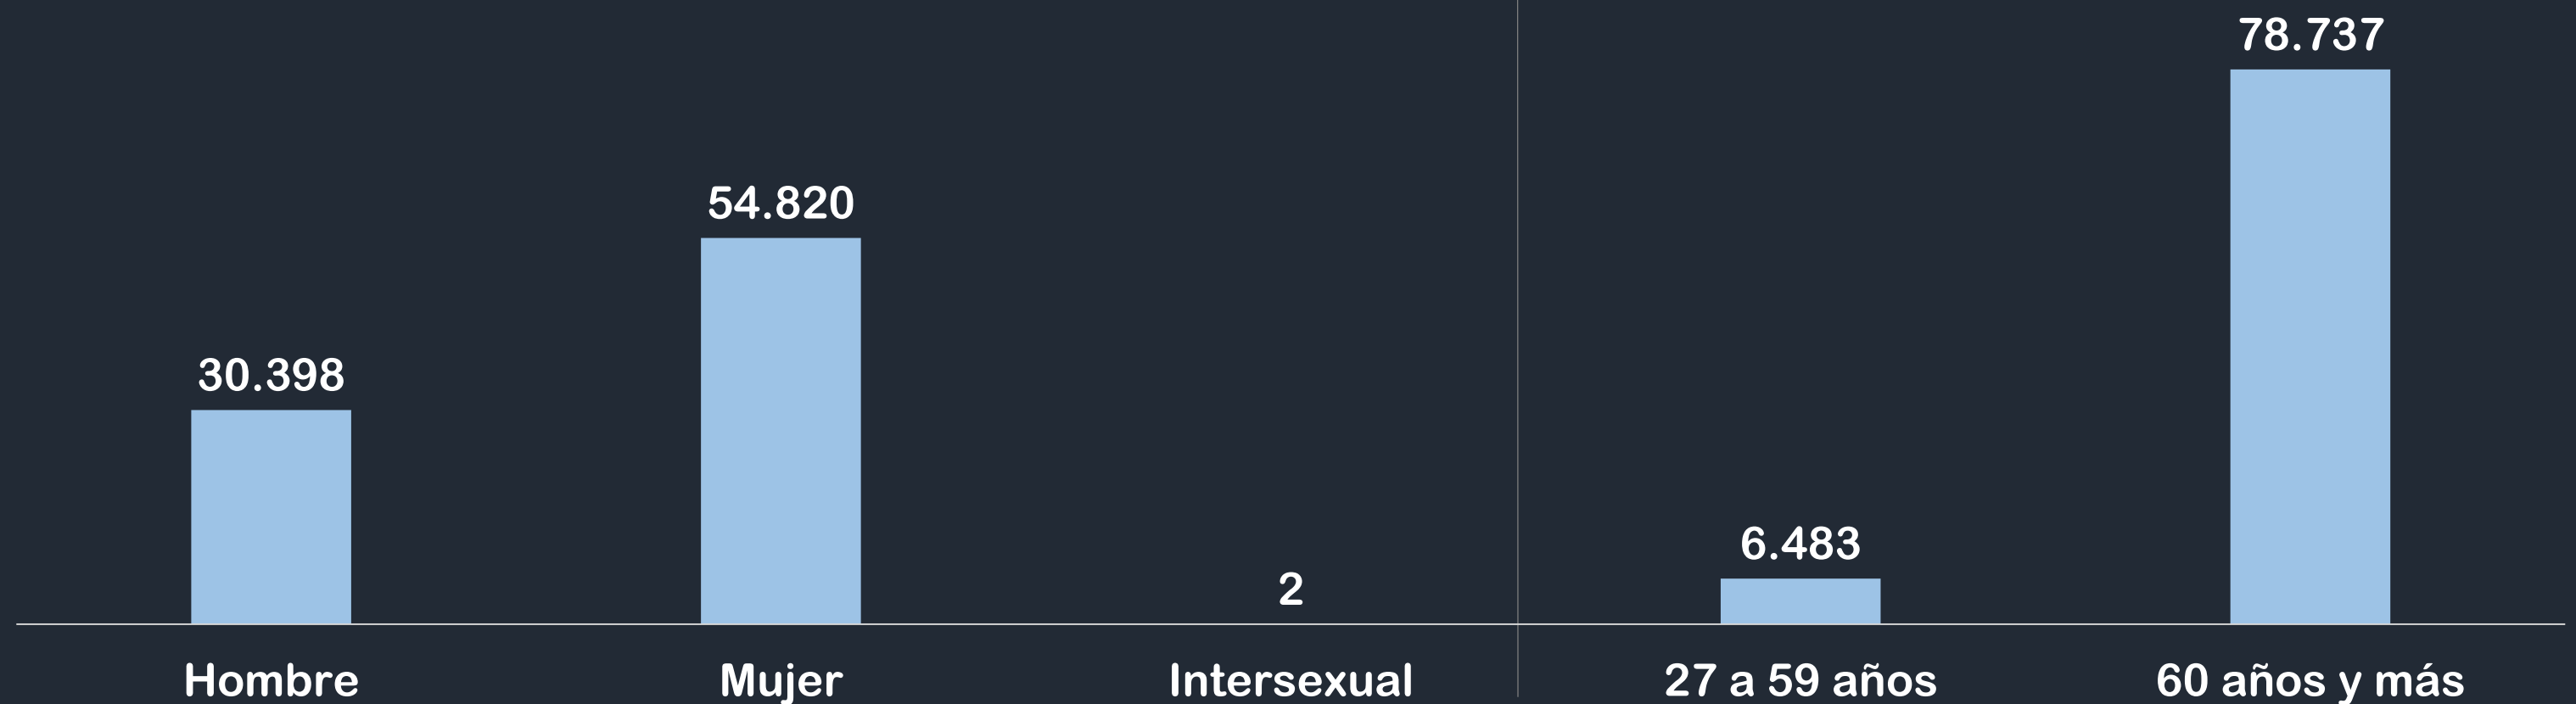 78.737
54.820
30.398
6.483
2
Hombre
Mujer
Intersexual
27 a 59 años
60 años y más